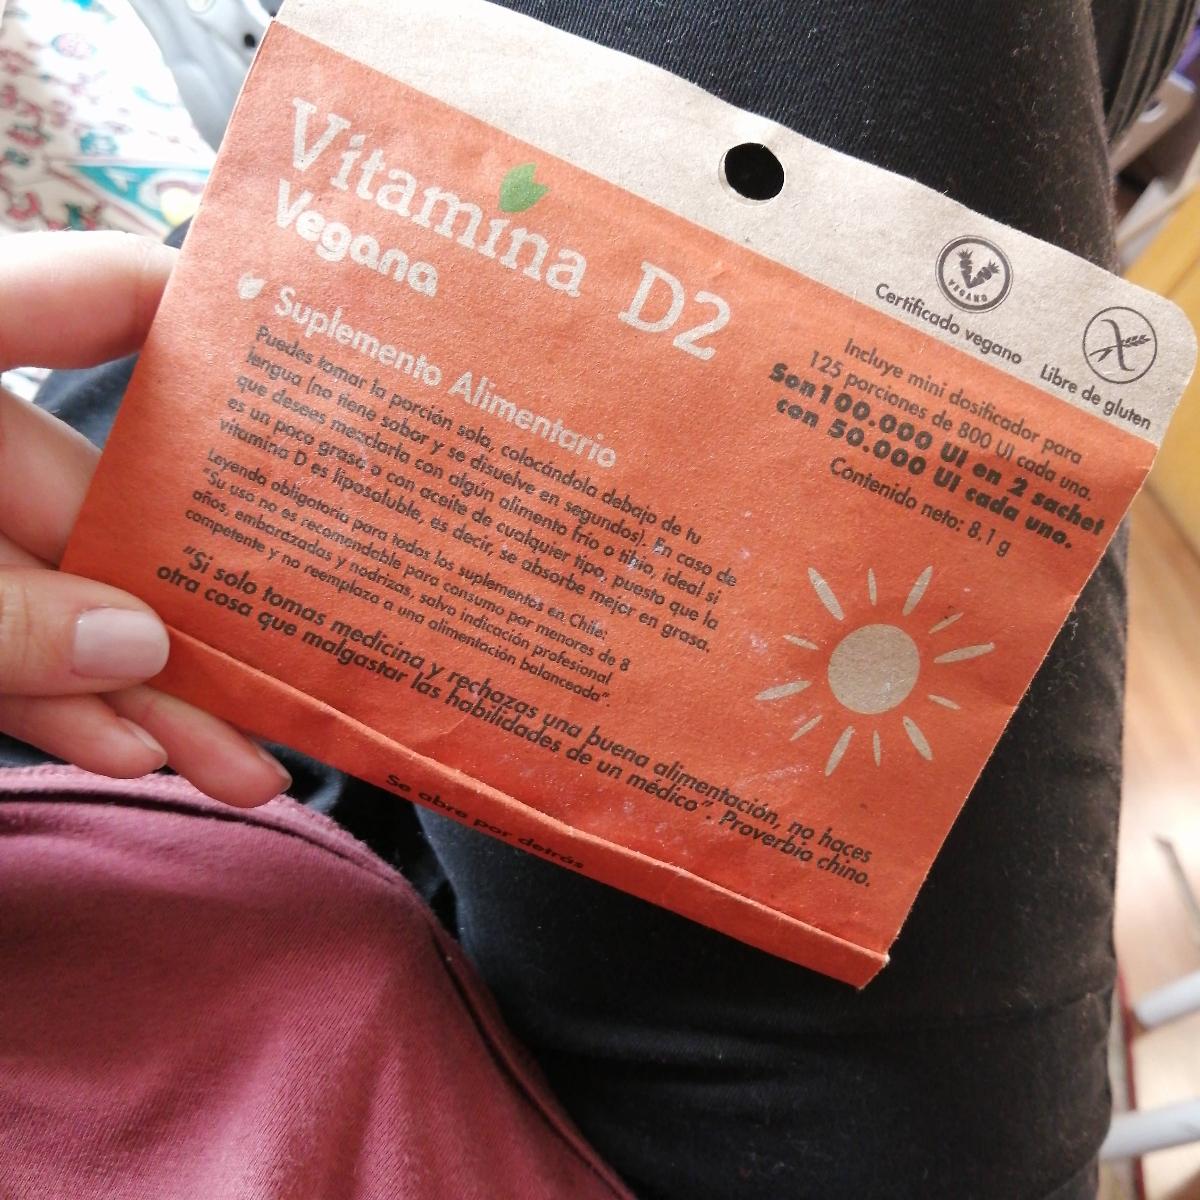 Vitamina D2
Vegana
Suplemento Alimentario
Puedes tomar la porción sola, colocándola debajo de tu
lengua (no tiene sabor y se disuelve en segundos). En caso de
que desees mezclarla con algún alimento frío o tibio, ideal si
es un poco graso o con aceite de cualquier tipo, puesto que la
vitamina D es liposoluble, es decir, se absorbe mejor en grasa.
Leyenda obligatoria para todos los suplementos en Chile:
"Su uso no es recomendable para consumo por menores de 8
años, embarazadas y nodrizas, salvo indicación profesional
competente y no reemplaza a una alimentación balanceada".
"Si solo tomas medicina y rechazas una buena alimentación, no haces
otra cosa que malgastar las habilidades de un médico". Proverbio chino.
Se abre por detrás
VEGANO
Certificado vegano
Libre de gluten
Incluye mini dosificador para
125 porciones de 800 UI cada una.
Son 100.000 UI en 2 sachet
con 50.000 UI cada uno.
Contenido neto: 8,1 g